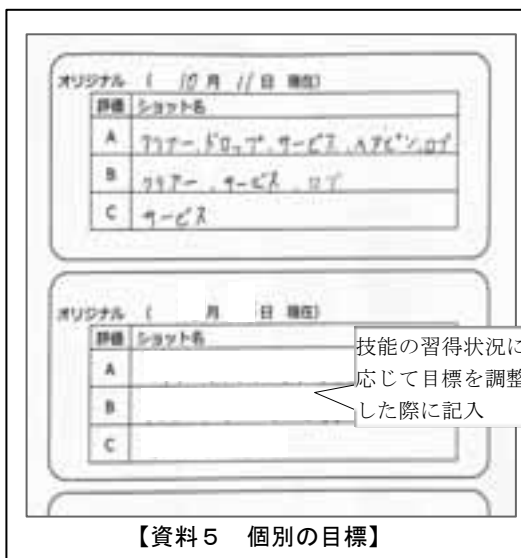 オリジナル ( 10月 11日 現在)
評価 ショット名
A クリアー、ドロップ、サービス、ヘアピン、ロブ
B クリアー、サービス、ロブ
C サービス
オリジナル ( 月 日 現在)
評価 ショット名
A
B
C
技能の習得状況に
応じて目標を調整
した際に記入
【資料5 個別の目標】